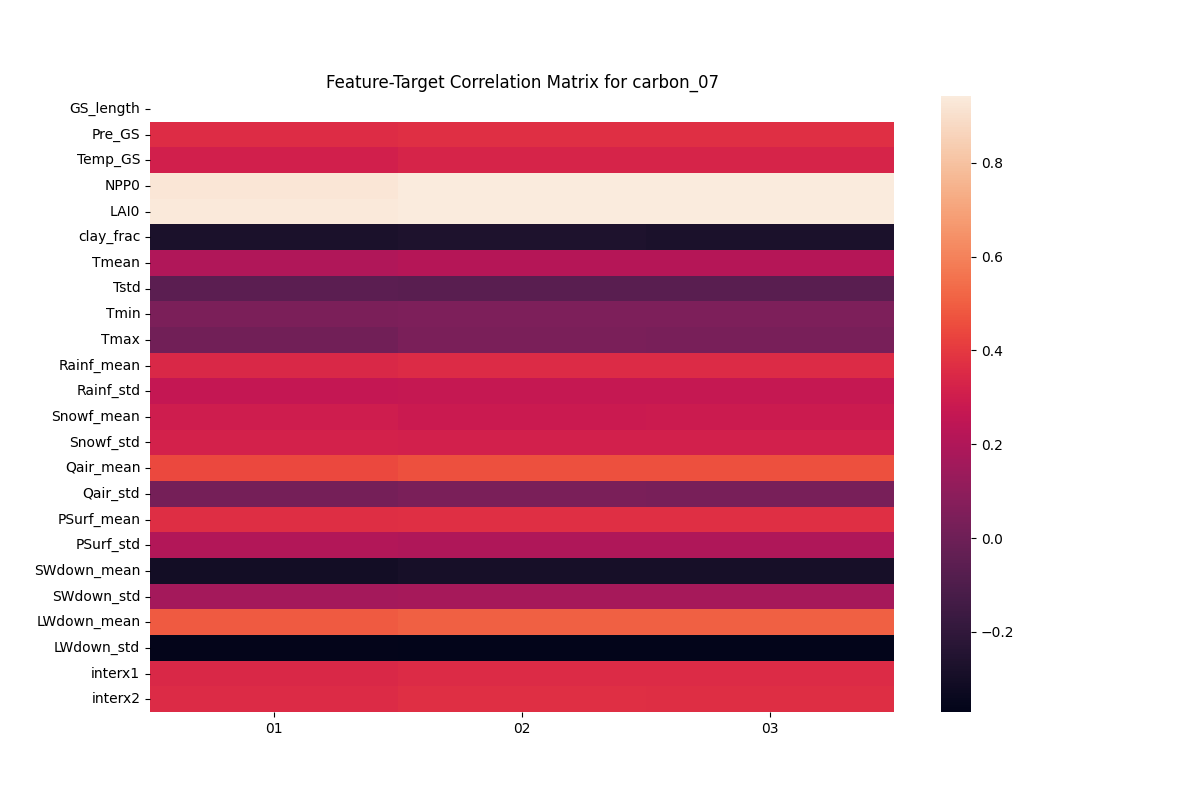 Feature-Target Correlation Matrix for carbon_07
GS_length
Pre_GS
Temp_GS
NPP0
LAI0
clay_frac
Tmean
Tstd
Tmin
Tmax
Rainf_mean
Rainf_std
Snowf_mean
Snowf_std
Qair_mean
Qair_std
PSurf_mean
PSurf_std
SWdown_mean
SWdown_std
LWdown_mean
LWdown_std
interx1
interx2
01
02
03
0.8
0.6
0.4
0.2
0.0
−0.2